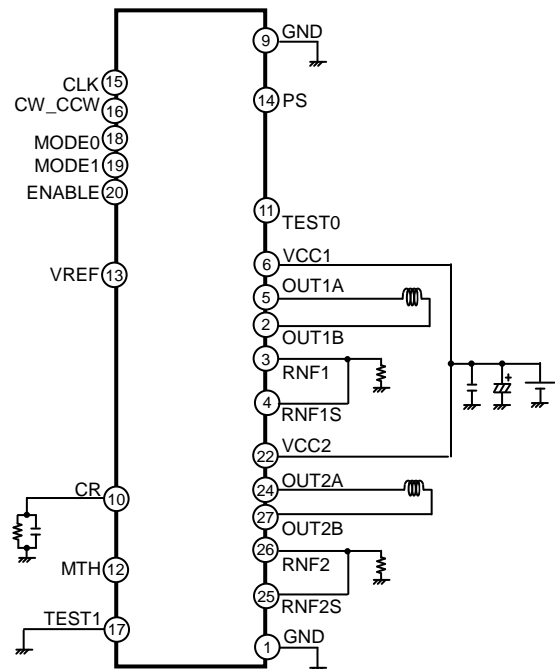 9 GND
15 CLK
CW_CCW 16
14 PS
MODE0 18
MODE1 19
ENABLE 20
11 TEST0
6 VCC1
VREF 13
5 OUT1A
2 OUT1B
3 RNF1
4 RNF1S
+
22 VCC2
24 OUT2A
CR 10
27 OUT2B
26 RNF2
MTH 12
25 RNF2S
TEST1 17
1 GND